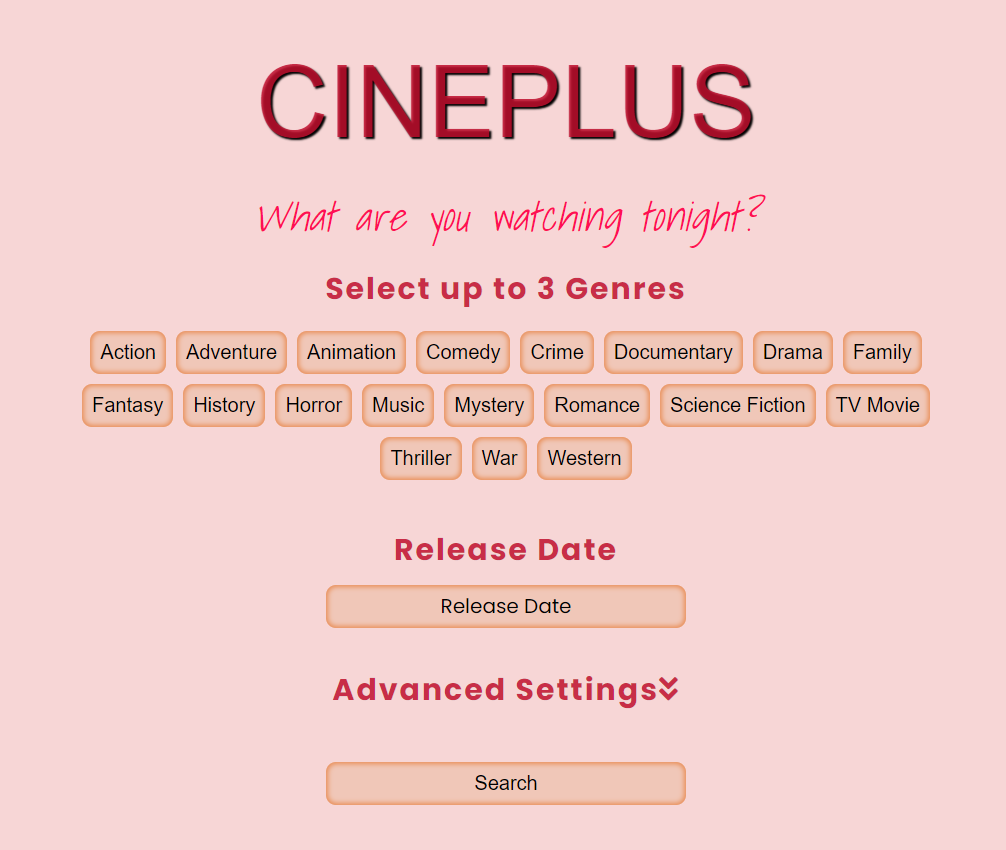 CINEPLUS
What are you watching tonight?
Select up to 3 Genres
Action Adventure Animation Comedy Crime Documentary Drama Family
Fantasy History Horror Music Mystery Romance Science Fiction TV Movie
Thriller War Western
Release Date
Release Date
Advanced Settings
Search